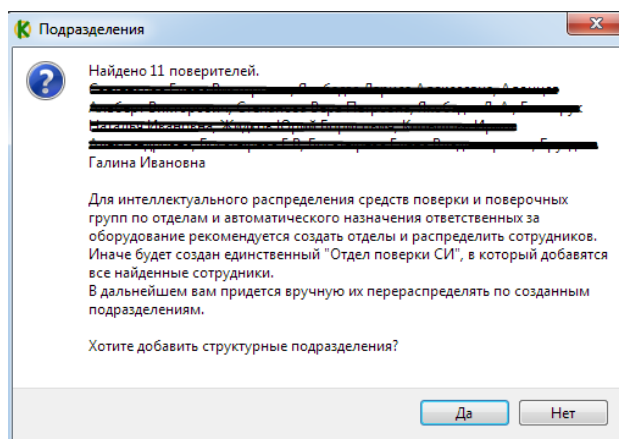 Подразделения
Найдено 11 поверителей.
Галина Ивановна
Для интеллектуального распределения средств поверки и поверочных
групп по отделам и автоматического назначения ответственных за
оборудование рекомендуется создать отделы и распределить сотрудников.
Иначе будет создан единственный "Отдел поверки СИ", в который добавятся
все найденные сотрудники.
В дальнейшем вам придется вручную их перераспределять по созданным
подразделениям.
Хотите добавить структурные подразделения?
Да
Нет